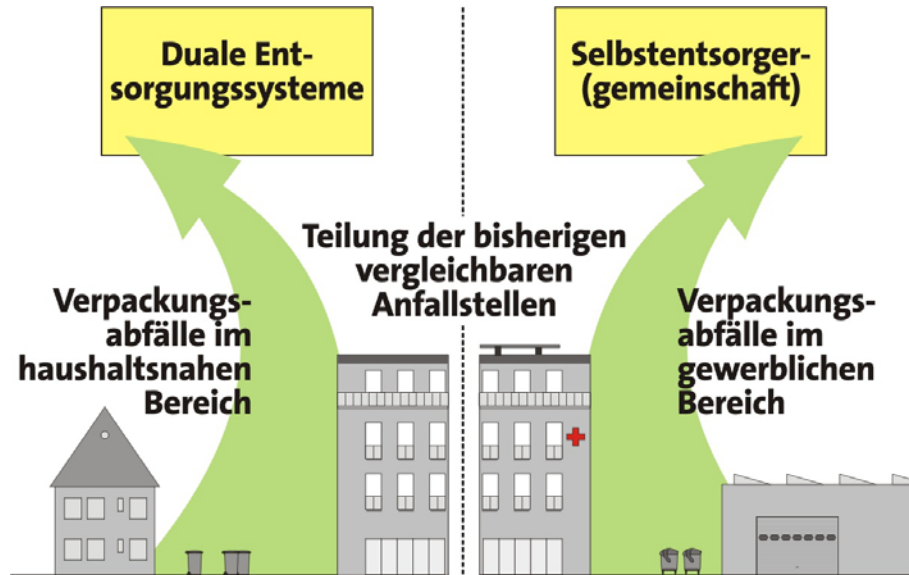 Duale Ent-
sorgungssysteme
Selbstentsorger-
(gemeinschaft)
Teilung der bisherigen
vergleichbaren
Anfallstellen
Verpackungs-
abfälle im
haushaltsnahen
Bereich
Verpackungs-
abfälle im
gewerblichen
Bereich